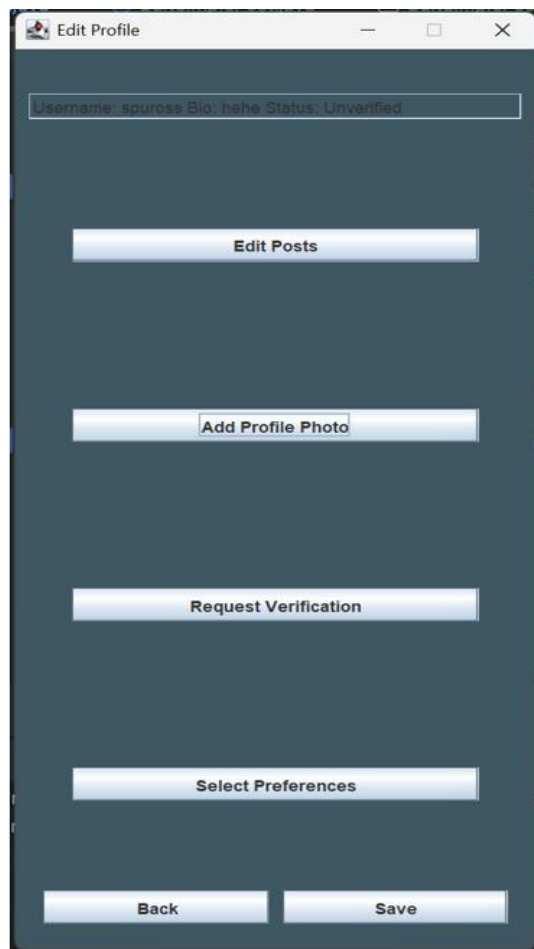 Edit Profile
Username: spuross Bio: hehe Status: Unverified
Edit Posts
Add Profile Photo
Request Verification
Select Preferences
Back Save